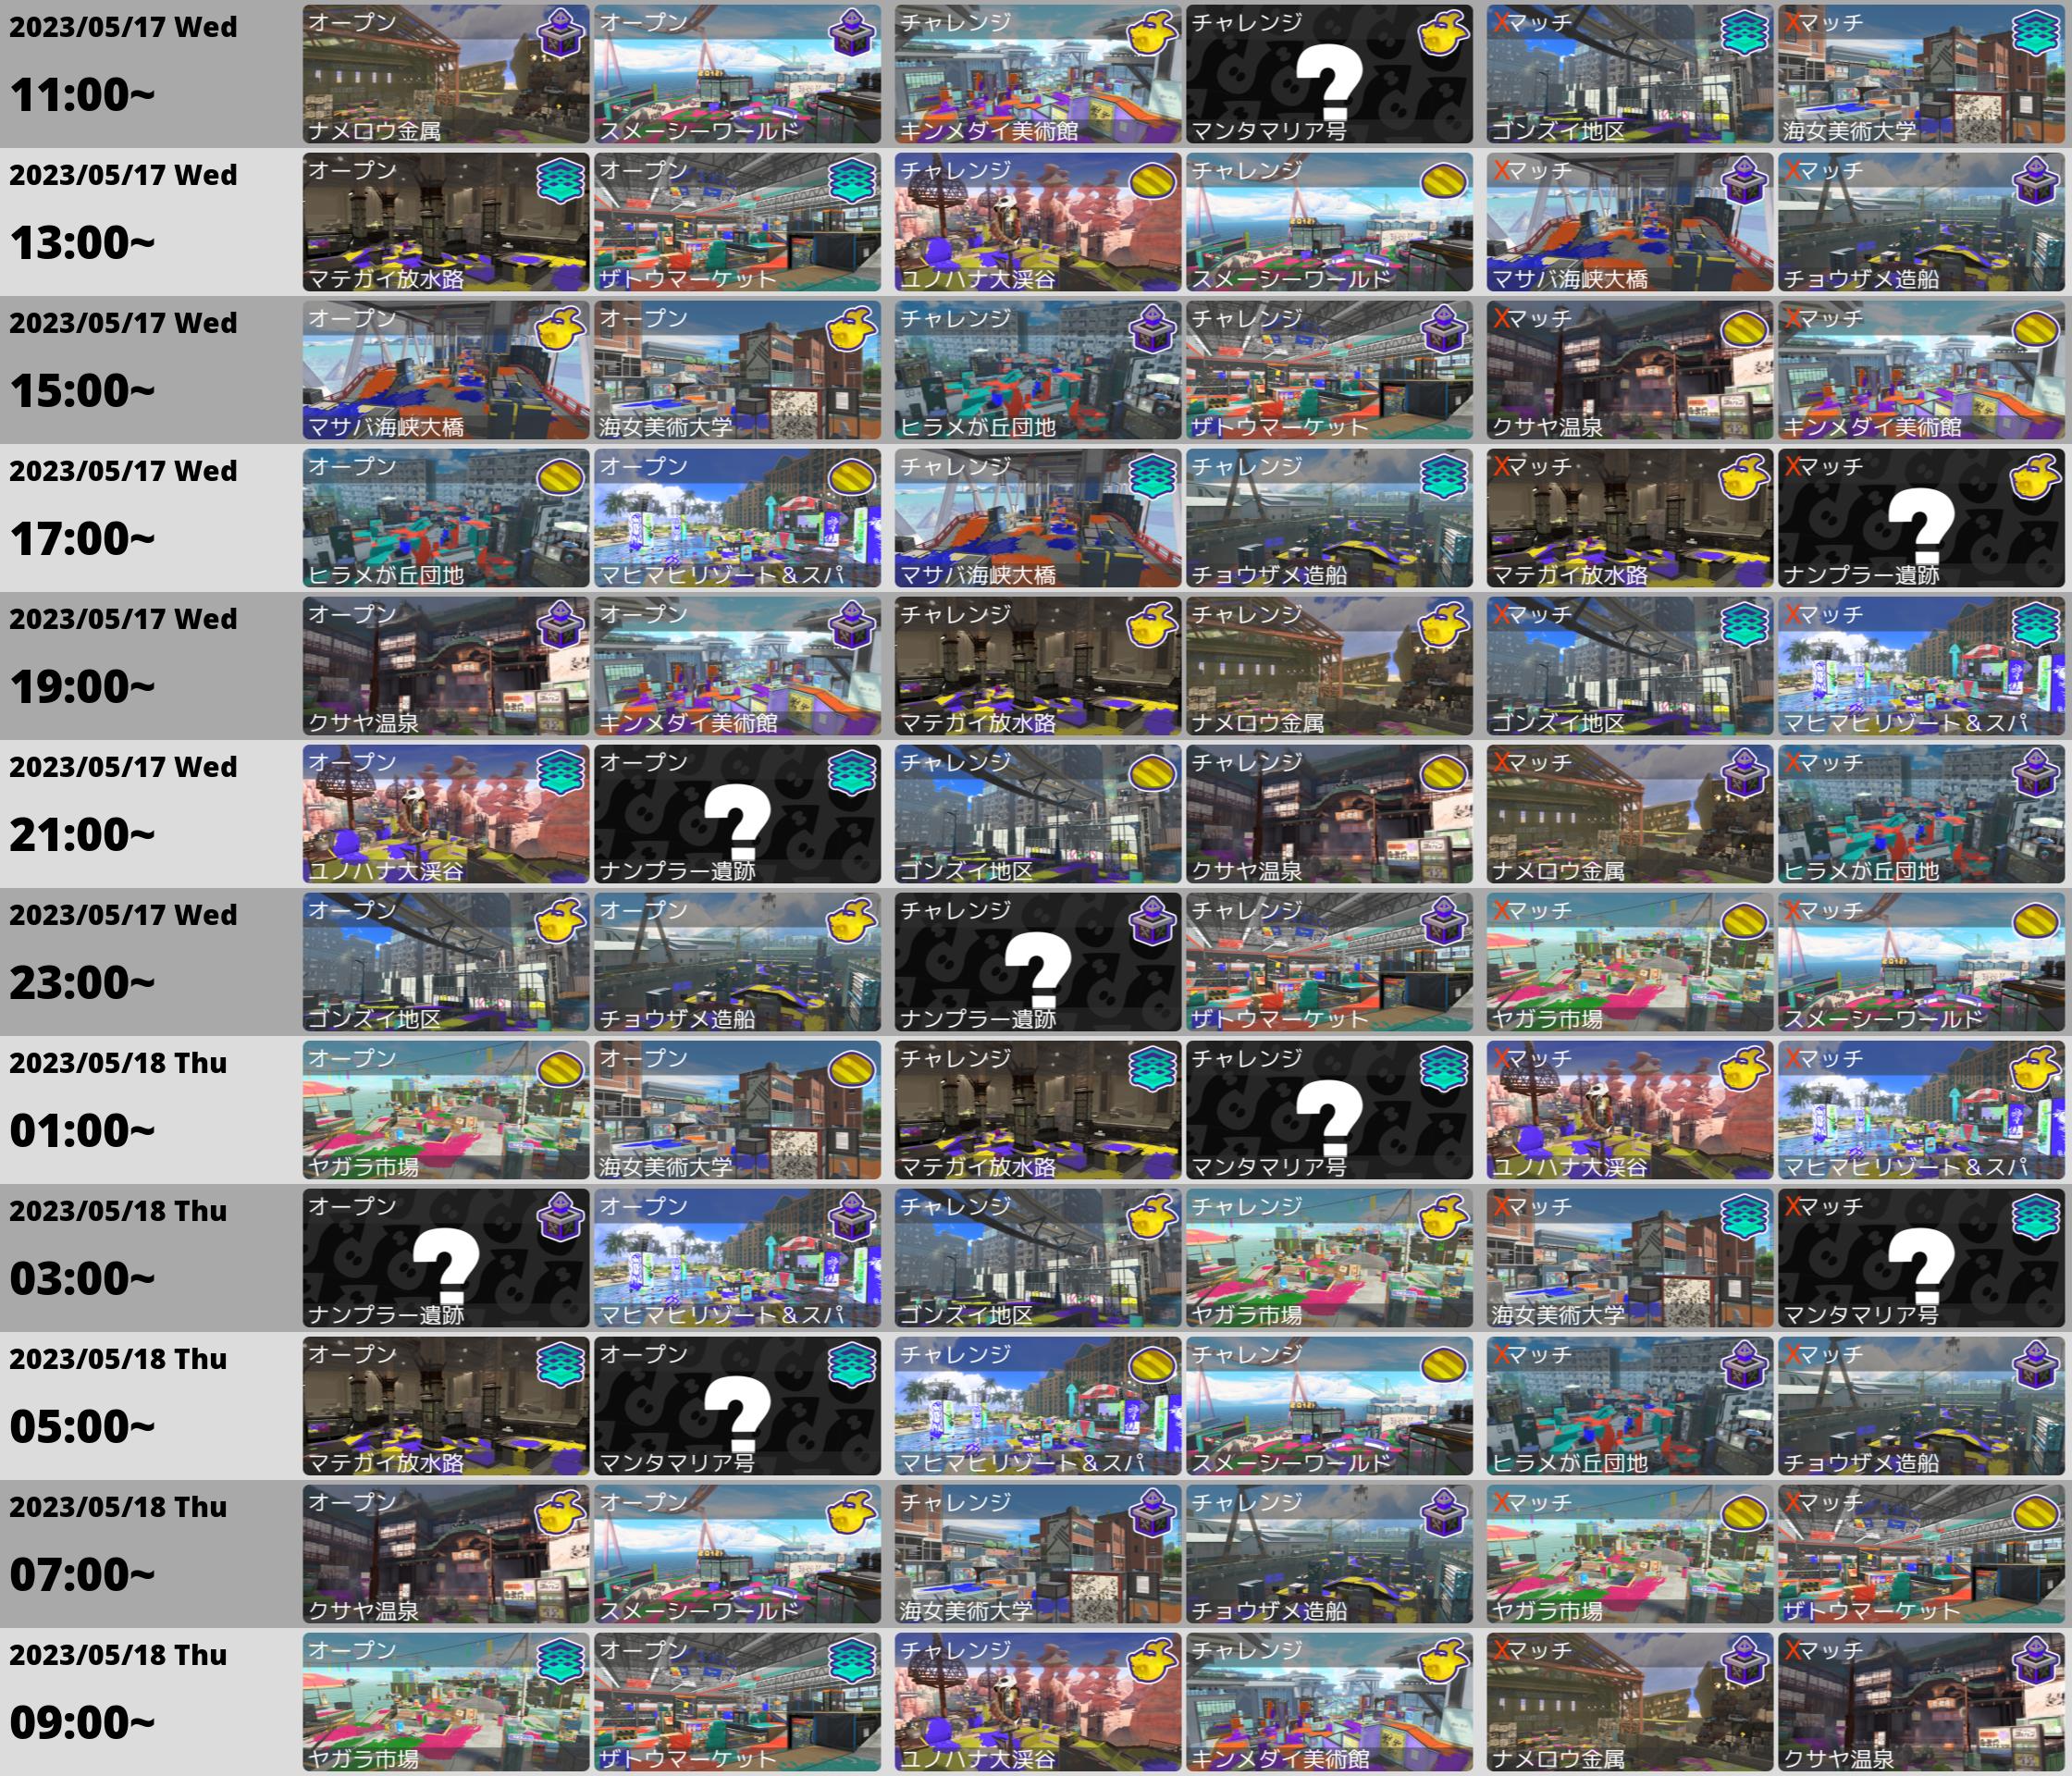 2023/05/17 Wed
11:00~
オープン
ナメロウ金属
オープン
スメーシーワールド
チャレンジ
キンメダイ美術館
チャレンジ
マンタマリア号
Xマッチ
ゴンズイ地区
Xマッチ
海女美術大学
2023/05/17 Wed
13:00~
オープン
マテガイ放水路
オープン
ザトウマーケット
チャレンジ
ユノハナ大渓谷
チャレンジ
スメーシーワールド
Xマッチ
マサバ海峡大橋
Xマッチ
チョウザメ造船
2023/05/17 Wed
15:00~
オープン
マサバ海峡大橋
オープン
海女美術大学
チャレンジ
ヒラメが丘団地
チャレンジ
ザトウマーケット
Xマッチ
クサヤ温泉
Xマッチ
キンメダイ美術館
2023/05/17 Wed
17:00~
オープン
ヒラメが丘団地
オープン
マヒマヒリゾート&スパ
チャレンジ
マサバ海峡大橋
チャレンジ
チョウザメ造船
Xマッチ
マテガイ放水路
Xマッチ
ナンプラー遺跡
2023/05/17 Wed
19:00~
オープン
クサヤ温泉
オープン
キンメダイ美術館
チャレンジ
マテガイ放水路
チャレンジ
ナメロウ金属
Xマッチ
ゴンズイ地区
Xマッチ
マヒマヒリゾート&スパ
2023/05/17 Wed
21:00~
オープン
ユノハナ大渓谷
オープン
ナンプラー遺跡
チャレンジ
ゴンズイ地区
チャレンジ
クサヤ温泉
Xマッチ
ナメロウ金属
Xマッチ
ヒラメが丘団地
2023/05/17 Wed
23:00~
オープン
ゴンズイ地区
オープン
チョウザメ造船
チャレンジ
ナンプラー遺跡
チャレンジ
ザトウマーケット
Xマッチ
ヤガラ市場
Xマッチ
スメーシーワールド
2023/05/18 Thu
01:00~
オープン
ヤガラ市場
オープン
海女美術大学
チャレンジ
マテガイ放水路
チャレンジ
マンタマリア号
Xマッチ
ユノハナ大渓谷
Xマッチ
マヒマヒリゾート&スパ
2023/05/18 Thu
03:00~
オープン
ナンプラー遺跡
オープン
マヒマヒリゾート&スパ
チャレンジ
ゴンズイ地区
チャレンジ
ヤガラ市場
Xマッチ
海女美術大学
Xマッチ
マンタマリア号
2023/05/18 Thu
05:00~
オープン
マテガイ放水路
オープン
マンタマリア号
チャレンジ
マヒマヒリゾート&スパ
チャレンジ
スメーシーワールド
Xマッチ
ヒラメが丘団地
Xマッチ
チョウザメ造船
2023/05/18 Thu
07:00~
オープン
クサヤ温泉
オープン
スメーシーワールド
チャレンジ
海女美術大学
チャレンジ
チョウザメ造船
Xマッチ
ヤガラ市場
Xマッチ
ザトウマーケット
2023/05/18 Thu
09:00~
オープン
ヤガラ市場
オープン
ザトウマーケット
チャレンジ
ユノハナ大渓谷
チャレンジ
キンメダイ美術館
Xマッチ
ナメロウ金属
Xマッチ
クサヤ温泉